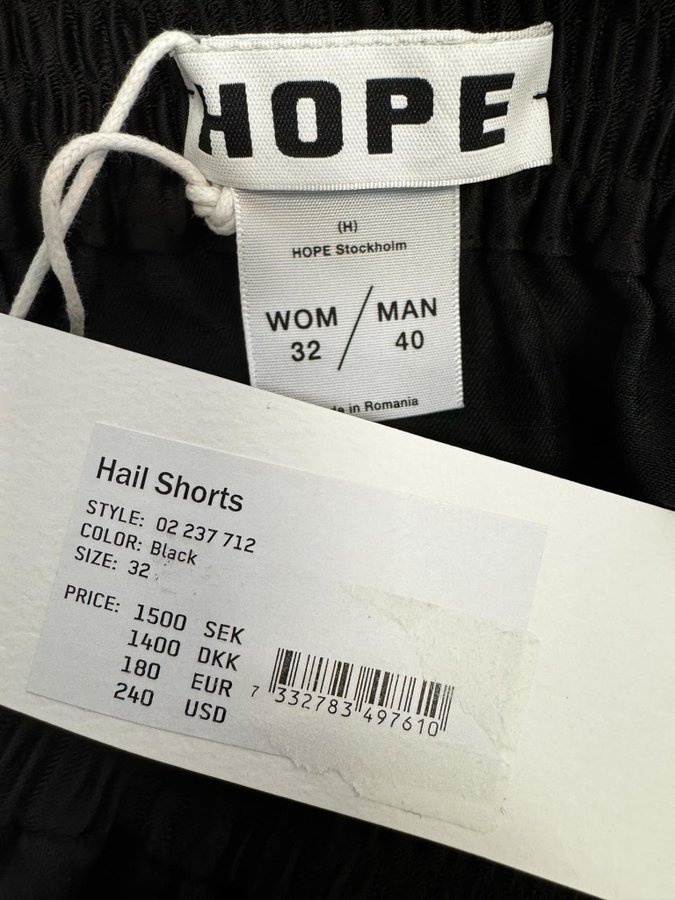 HOPE
(H)
HOPE Stockholm
WOM / MAN
32 / 40
in Romania
Hail Shorts
STYLE: 02 237 712
COLOR: Black
SIZE: 32
PRICE: 1500 SEK
1400 DKK
180 EUR
240 USD
7 332783 497610